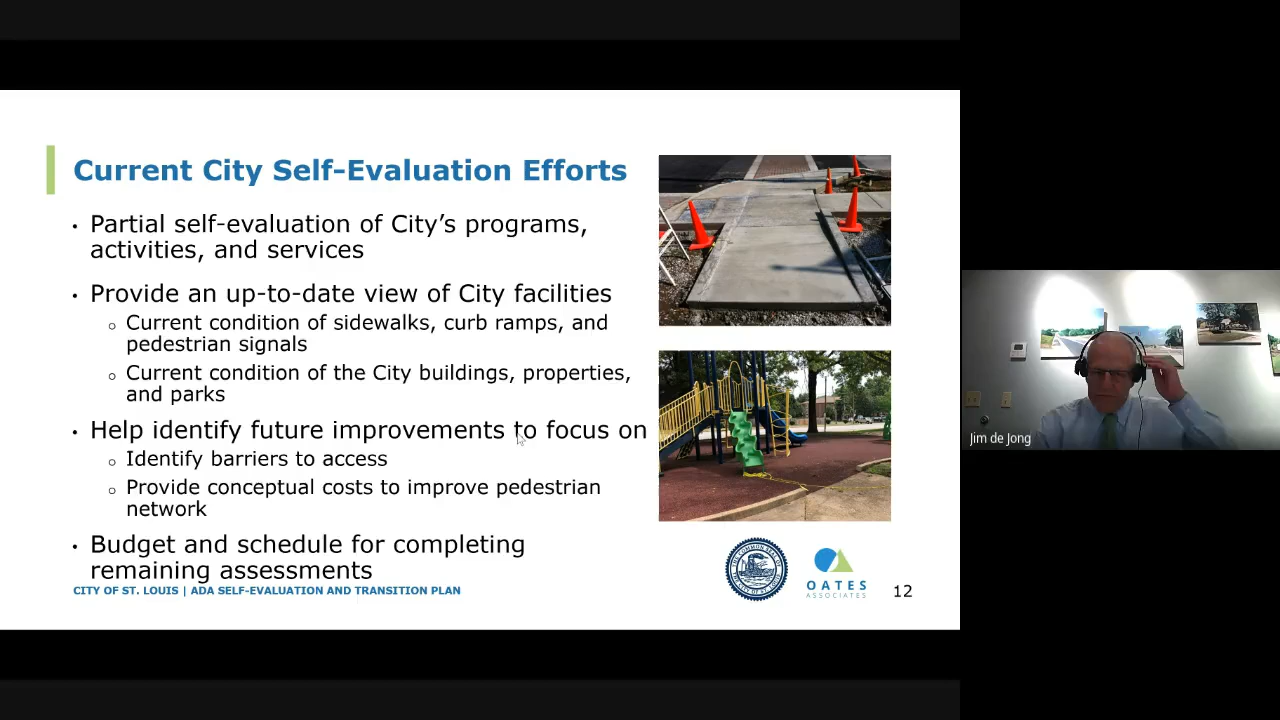 Current City Self-Evaluation Efforts
• Partial self-evaluation of City's programs,
activities, and services
• Provide an up-to-date view of City facilities
o Current condition of sidewalks, curb ramps, and
pedestrian signals
o Current condition of the City buildings, properties,
and parks
• Help identify future improvements to focus on
o Identify barriers to access
o Provide conceptual costs to improve pedestrian
network
• Budget and schedule for completing
remaining assessments
CITY OF ST. LOUIS | ADA SELF-EVALUATION AND TRANSITION PLAN
OATES
ASSOCIATES
12
Jim de Jong